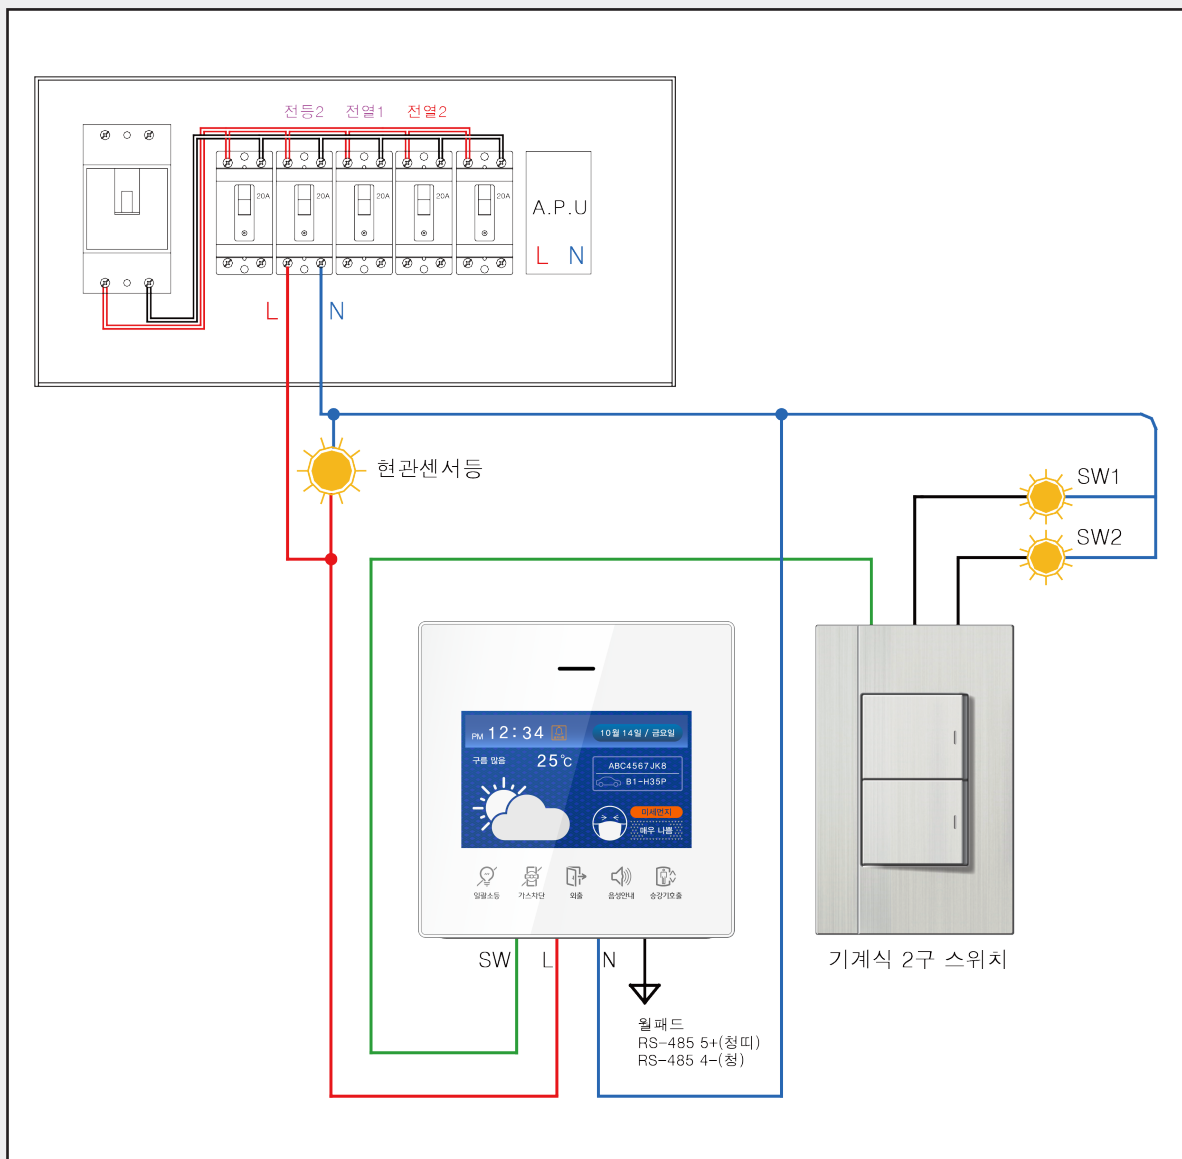 전등2 전열1 전열2
20A 20A 20A 20A 20A
A.P.U
L N
L N
현관센서등
SW1
SW2
PM 12:34
10월 14일 / 금요일
구름 많음 25℃
ABC4567JK8
B1-H35P
미세먼지
매우 나쁨
일괄소등 가스차단 외출 음성안내 승강기호출
SW L N
기계식 2구 스위치
월패드
RS-485 5+(청띠)
RS-485 4-(청)